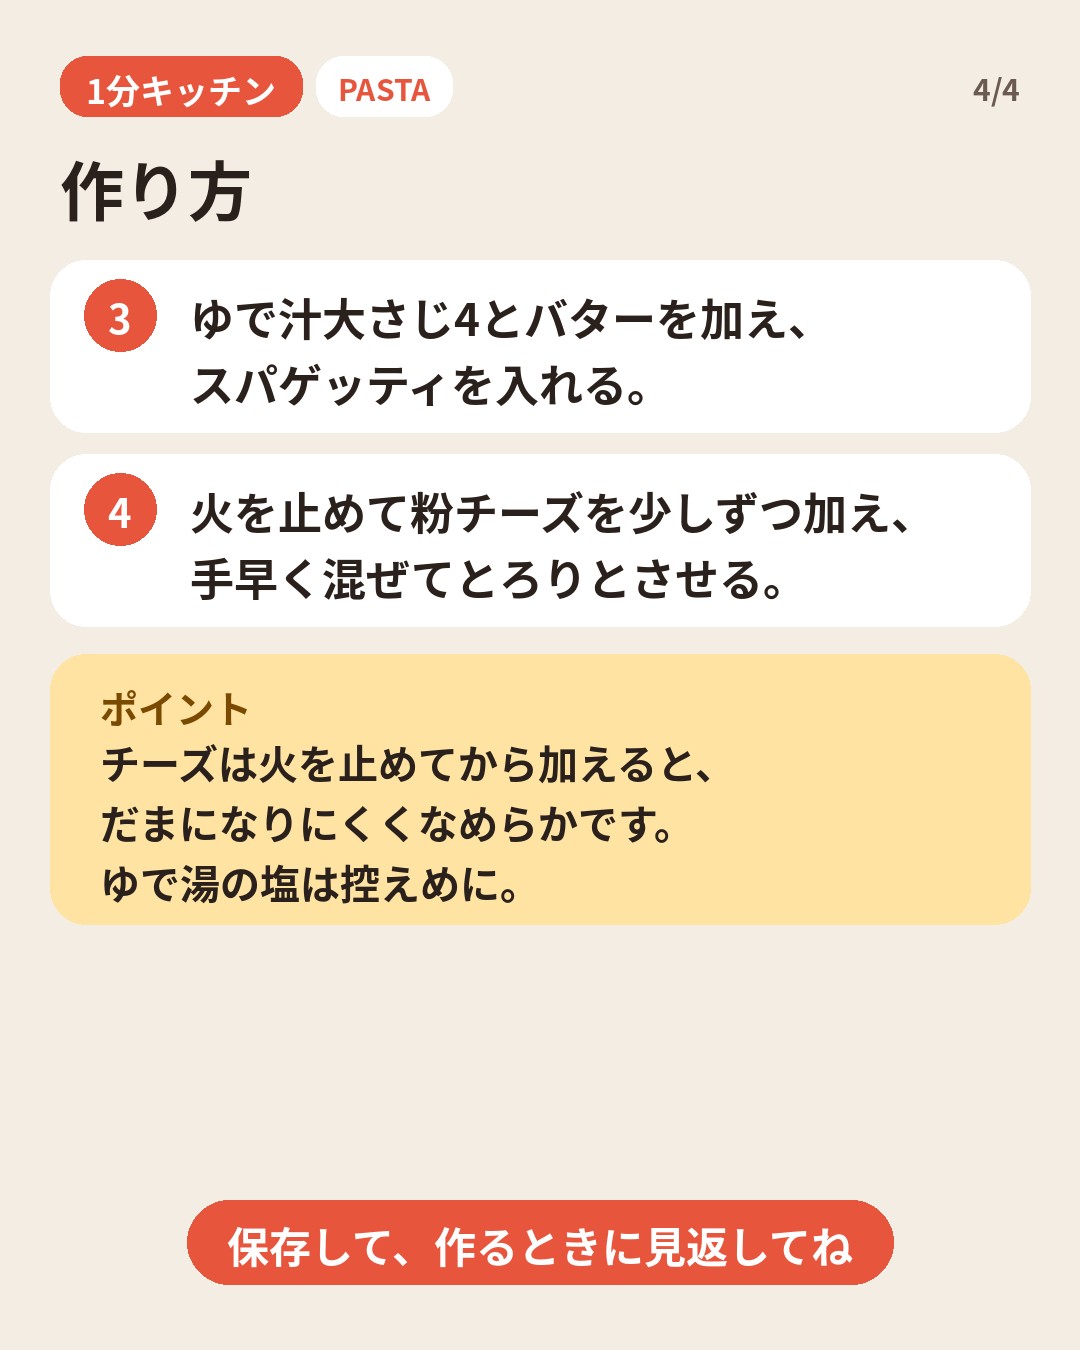 1分キッチン PASTA 4/4
作り方
3 ゆで汁大さじ4とバターを加え、
スパゲッティを入れる。
4 火を止めて粉チーズを少しずつ加え、
手早く混ぜてとろりとさせる。
ポイント
チーズは火を止めてから加えると、
だまになりにくくなめらかです。
ゆで湯の塩は控えめに。
保存して、作るときに見返してね